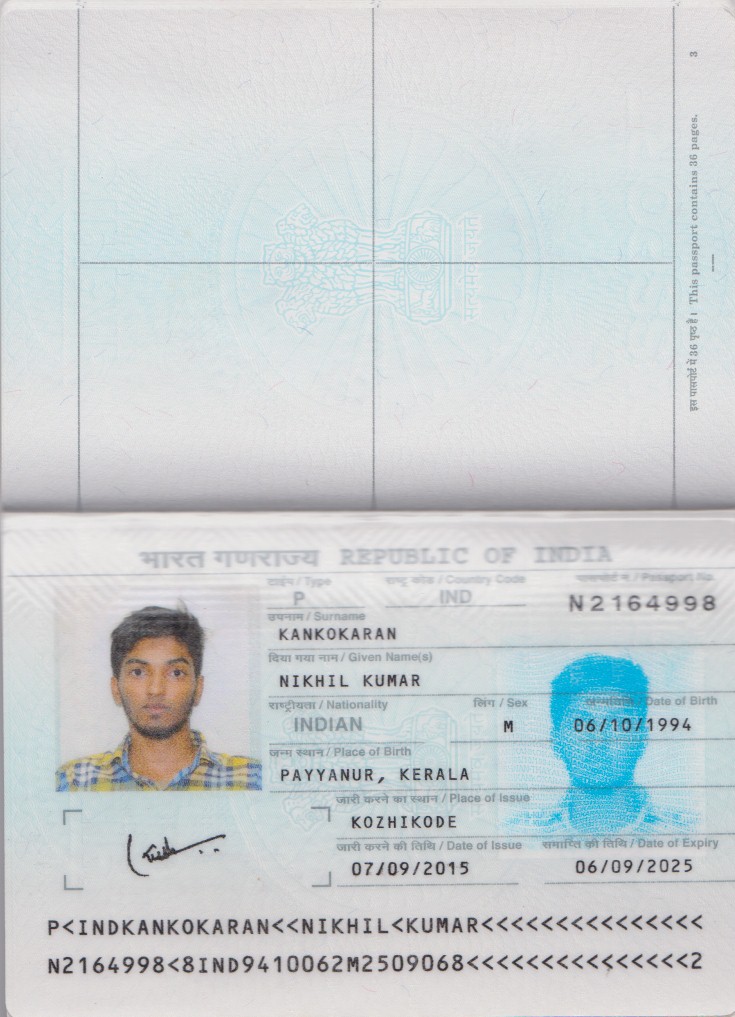 3
इस पासपोर्ट में 36 पृष्ठ है। This passport contains 36 pages.
सत्यमेव जयते
भारत गणराज्य REPUBLIC OF INDIA
टाईप / Type
राष्ट्र कोड / Country Code
पासपोर्ट न. / Passport No.
P
IND
N2164998
उपनाम / Surname
KANKOKARAN
दिया गया नाम / Given Name(s)
NIKHIL KUMAR
राष्ट्रीयता / Nationality
लिंग / Sex
जन्मतिथि / Date of Birth
INDIAN
M
06/10/1994
जन्म स्थान / Place of Birth
PAYYANUR, KERALA
जारी करने का स्थान / Place of Issue
KOZHIKODE
जारी करने की तिथि / Date of Issue
समाप्ति की तिथि / Date of Expiry
07/09/2015
06/09/2025
P<INDKANKOKARAN<<NIKHIL<KUMAR<<<<<<<<<<<<<<<
N2164998<8IND9410062M2509068<<<<<<<<<<<<<<<2